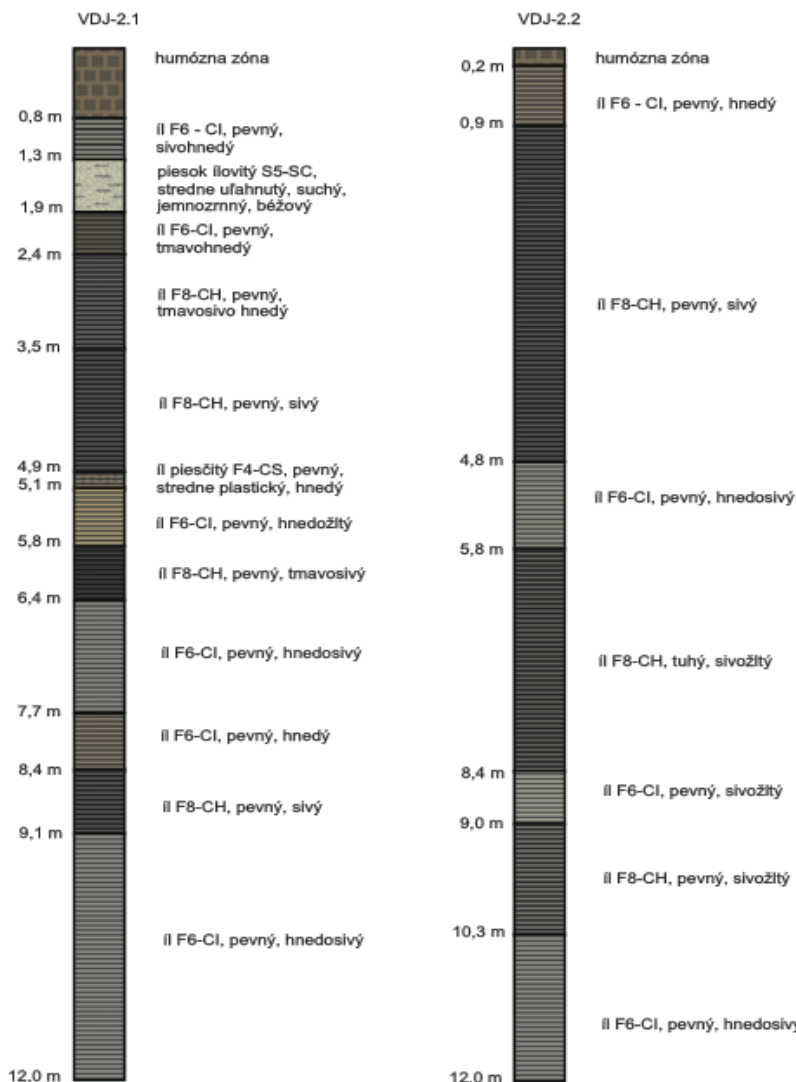 VDJ-2.1
humózna zóna
0,8 m
íl F6 - CI, pevný,
sivohnedý
1,3 m
piesok ílovitý S5-SC,
stredne uľahnutý, suchý,
jemnozrnný, béžový
1,9 m
íl F6-CI, pevný,
tmavohnedý
2,4 m
íl F8-CH, pevný,
tmavosivo hnedý
3,5 m
íl F8-CH, pevný, sivý
4,9 m
íl piesčitý F4-CS, pevný,
stredne plastický, hnedý
5,1 m
íl F6-CI, pevný, hnedožltý
5,8 m
íl F8-CH, pevný, tmavosivý
6,4 m
íl F6-CI, pevný, hnedosivý
7,7 m
íl F6-CI, pevný, hnedý
8,4 m
íl F8-CH, pevný, sivý
9,1 m
íl F6-CI, pevný, hnedosivý
12,0 m
VDJ-2.2
humózna zóna
0,2 m
íl F6 - CI, pevný, hnedý
0,9 m
íl F8-CH, pevný, sivý
4,8 m
íl F6-CI, pevný, hnedosivý
5,8 m
íl F8-CH, tuhý, sivožltý
8,4 m
íl F6-CI, pevný, sivožltý
9,0 m
íl F8-CH, pevný, sivožltý
10,3 m
íl F6-CI, pevný, hnedosivý
12,0 m